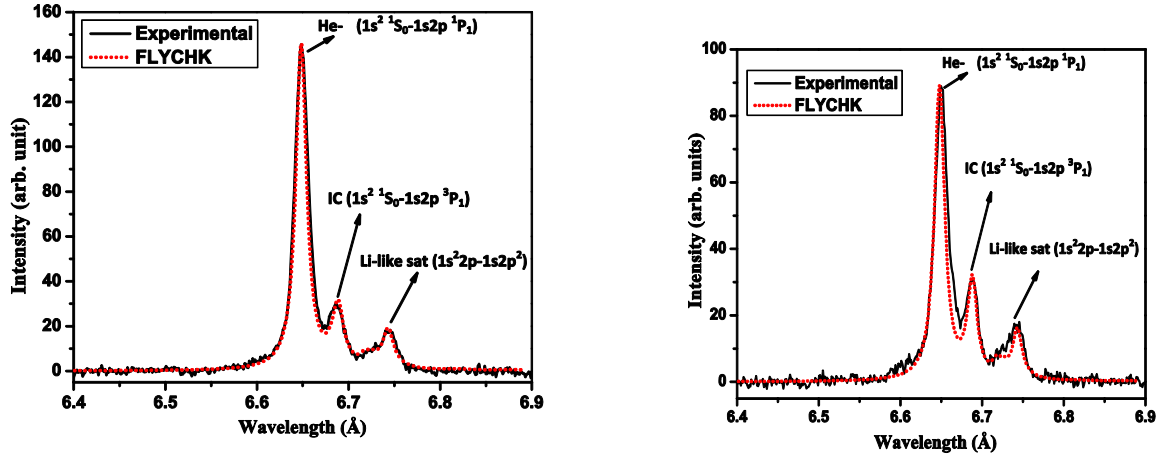 160
140
120
100
80
60
40
20
0
Experimental
FLYCHK
He- (1s² ¹S₀-1s2p ¹P₁)
IC (1s² ¹S₀-1s2p ³P₁)
Li-like sat (1s²2p-1s2p²)
Intensity (arb. unit)
6.4 6.5 6.6 6.7 6.8 6.9
Wavelength (Å)
100
80
60
40
20
0
He- (1s² ¹S₀-1s2p ¹P₁)
Experimental
FLYCHK
IC (1s² ¹S₀-1s2p ³P₁)
Li-like sat (1s²2p-1s2p²)
Intensity (arb. units)
6.4 6.5 6.6 6.7 6.8 6.9
Wavelength (Å)